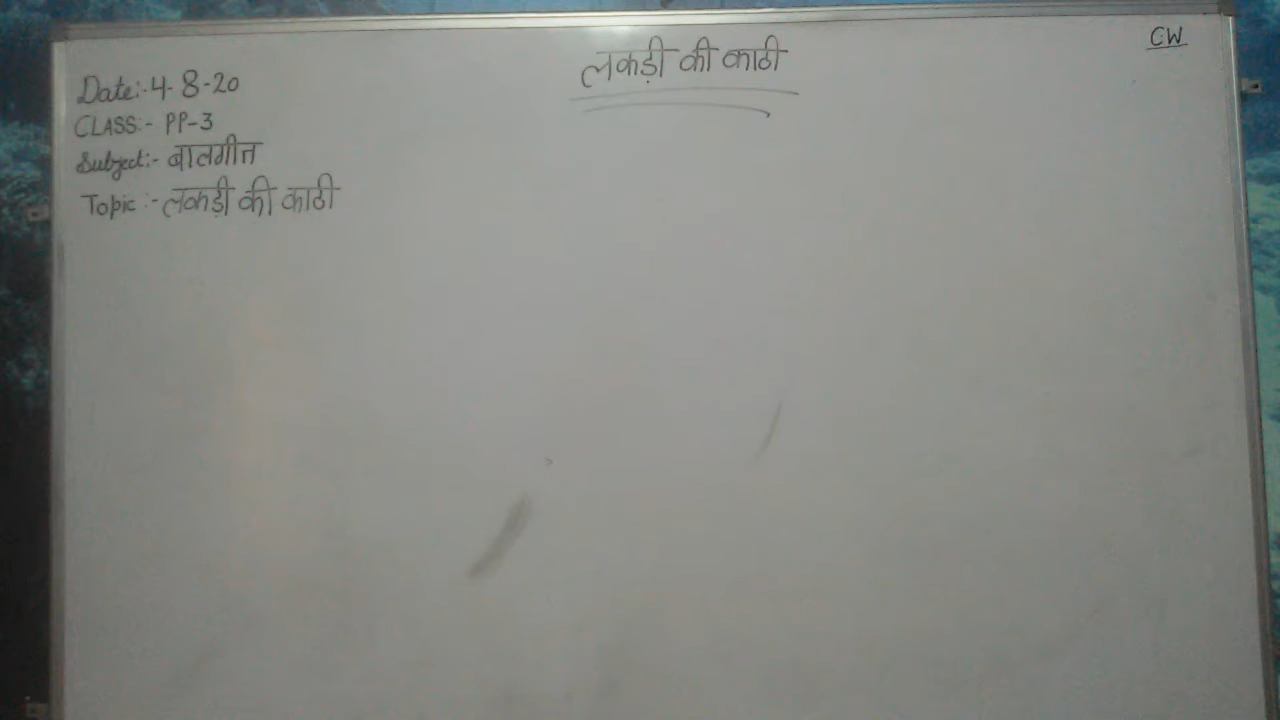 लकड़ी की काठी
CW
Date:-4-8-20
CLASS:- PP-3
Subject:- बालगीत
Topic:- लकड़ी की काठी